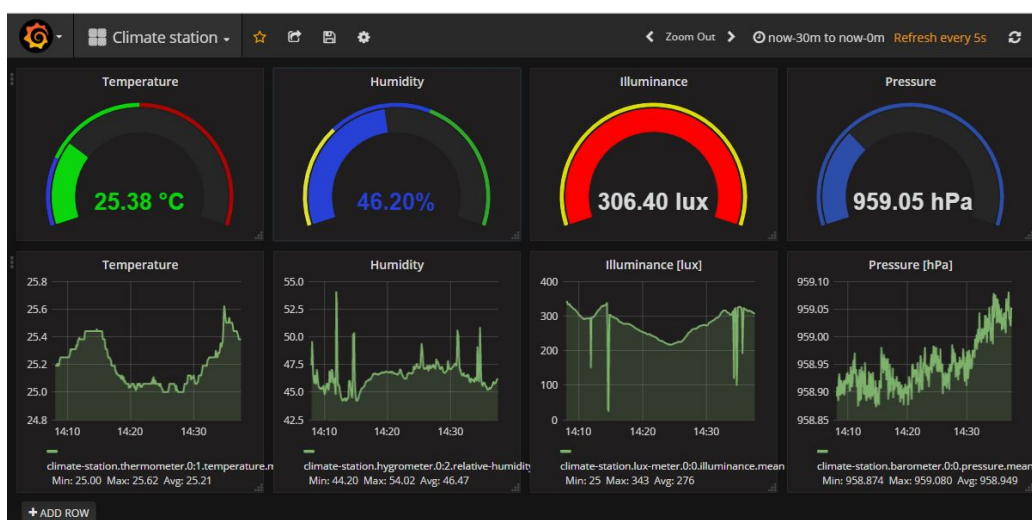 Climate station
Zoom Out
now-30m to now-0m Refresh every 5s
Temperature
25.38 °C
Humidity
46.20%
Illuminance
306.40 lux
Pressure
959.05 hPa
Temperature
25.8
25.6
25.4
25.2
25.0
24.8
14:10 14:20 14:30
climate-station.thermometer.0:1.temperature.m
Min: 25.00 Max: 25.62 Avg: 25.21
Humidity
55.0
52.5
50.0
47.5
45.0
42.5
14:10 14:20 14:30
climate-station.hygrometer.0:2.relative-humidity
Min: 44.20 Max: 54.02 Avg: 46.47
Illuminance [lux]
400
300
200
100
0
14:10 14:20 14:30
climate-station.lux-meter.0:0.illuminance.mean
Min: 25 Max: 343 Avg: 276
Pressure [hPa]
959.10
959.05
959.00
958.95
958.90
958.85
14:10 14:20 14:30
climate-station.barometer.0:0.pressure.mean
Min: 958.874 Max: 959.080 Avg: 958.949
+ ADD ROW